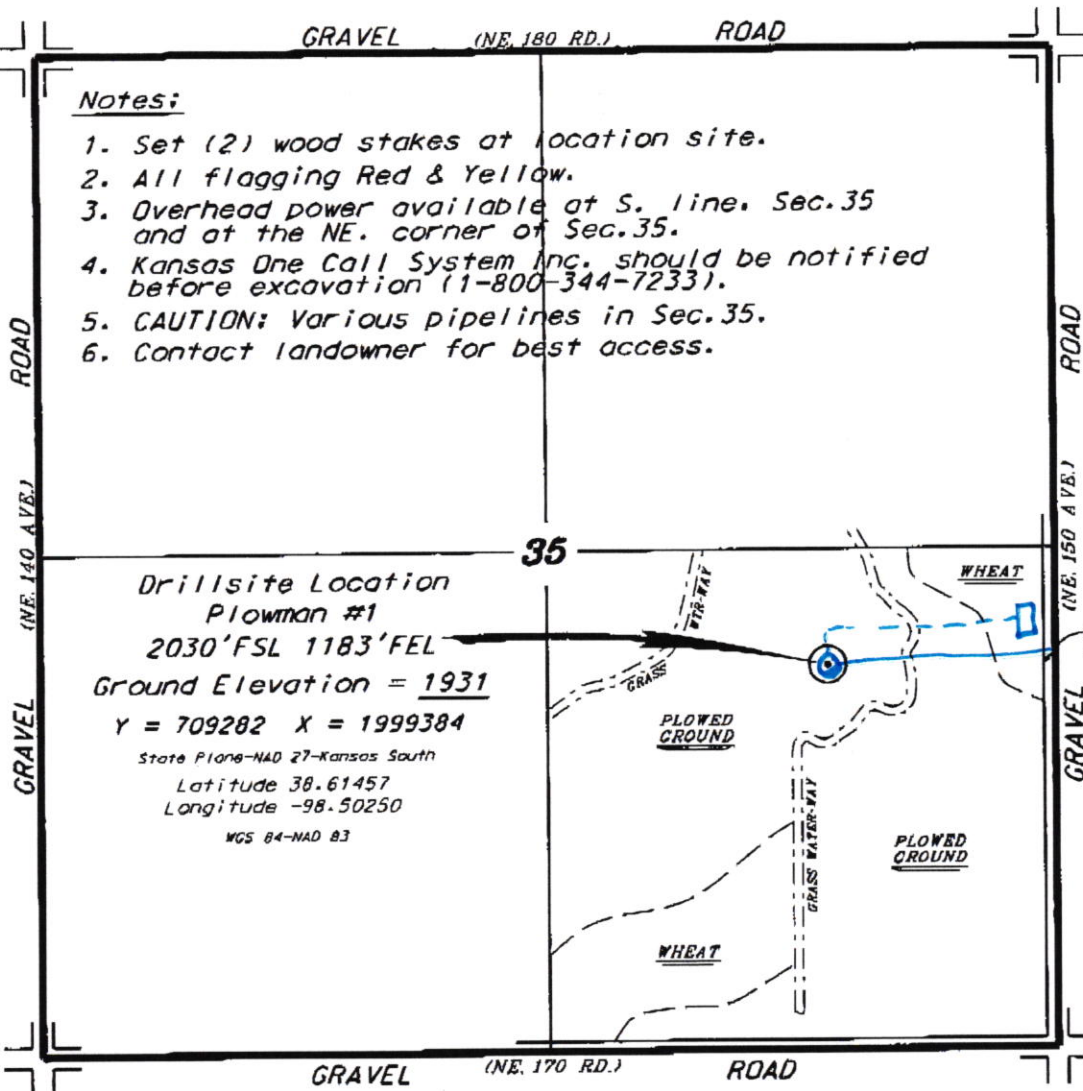 GRAVEL (NE. 180 RD.) ROAD
Notes:
1. Set (2) wood stakes at location site.
2. All flagging Red & Yellow.
3. Overhead power available at S. line. Sec.35
and at the NE. corner of Sec.35.
4. Kansas One Call System Inc. should be notified
before excavation (1-800-344-7233).
5. CAUTION: Various pipelines in Sec.35.
6. Contact landowner for best access.
ROAD
(NE. 140 AVE.)
GRAVEL
ROAD
(NE. 150 AVE.)
GRAVEL
35
Drillsite Location
Plowman #1
2030'FSL 1183'FEL
Ground Elevation = 1931
Y = 709282 X = 1999384
State Plane-NAD 27-Kansas South
Latitude 38.61457
Longitude -98.50250
WGS 84-NAD 83
WTR-WAY
GRASS
WHEAT
PLOWED
GROUND
GRASS WATER-WAY
PLOWED
GROUND
WHEAT
GRAVEL (NE. 170 RD.) ROAD